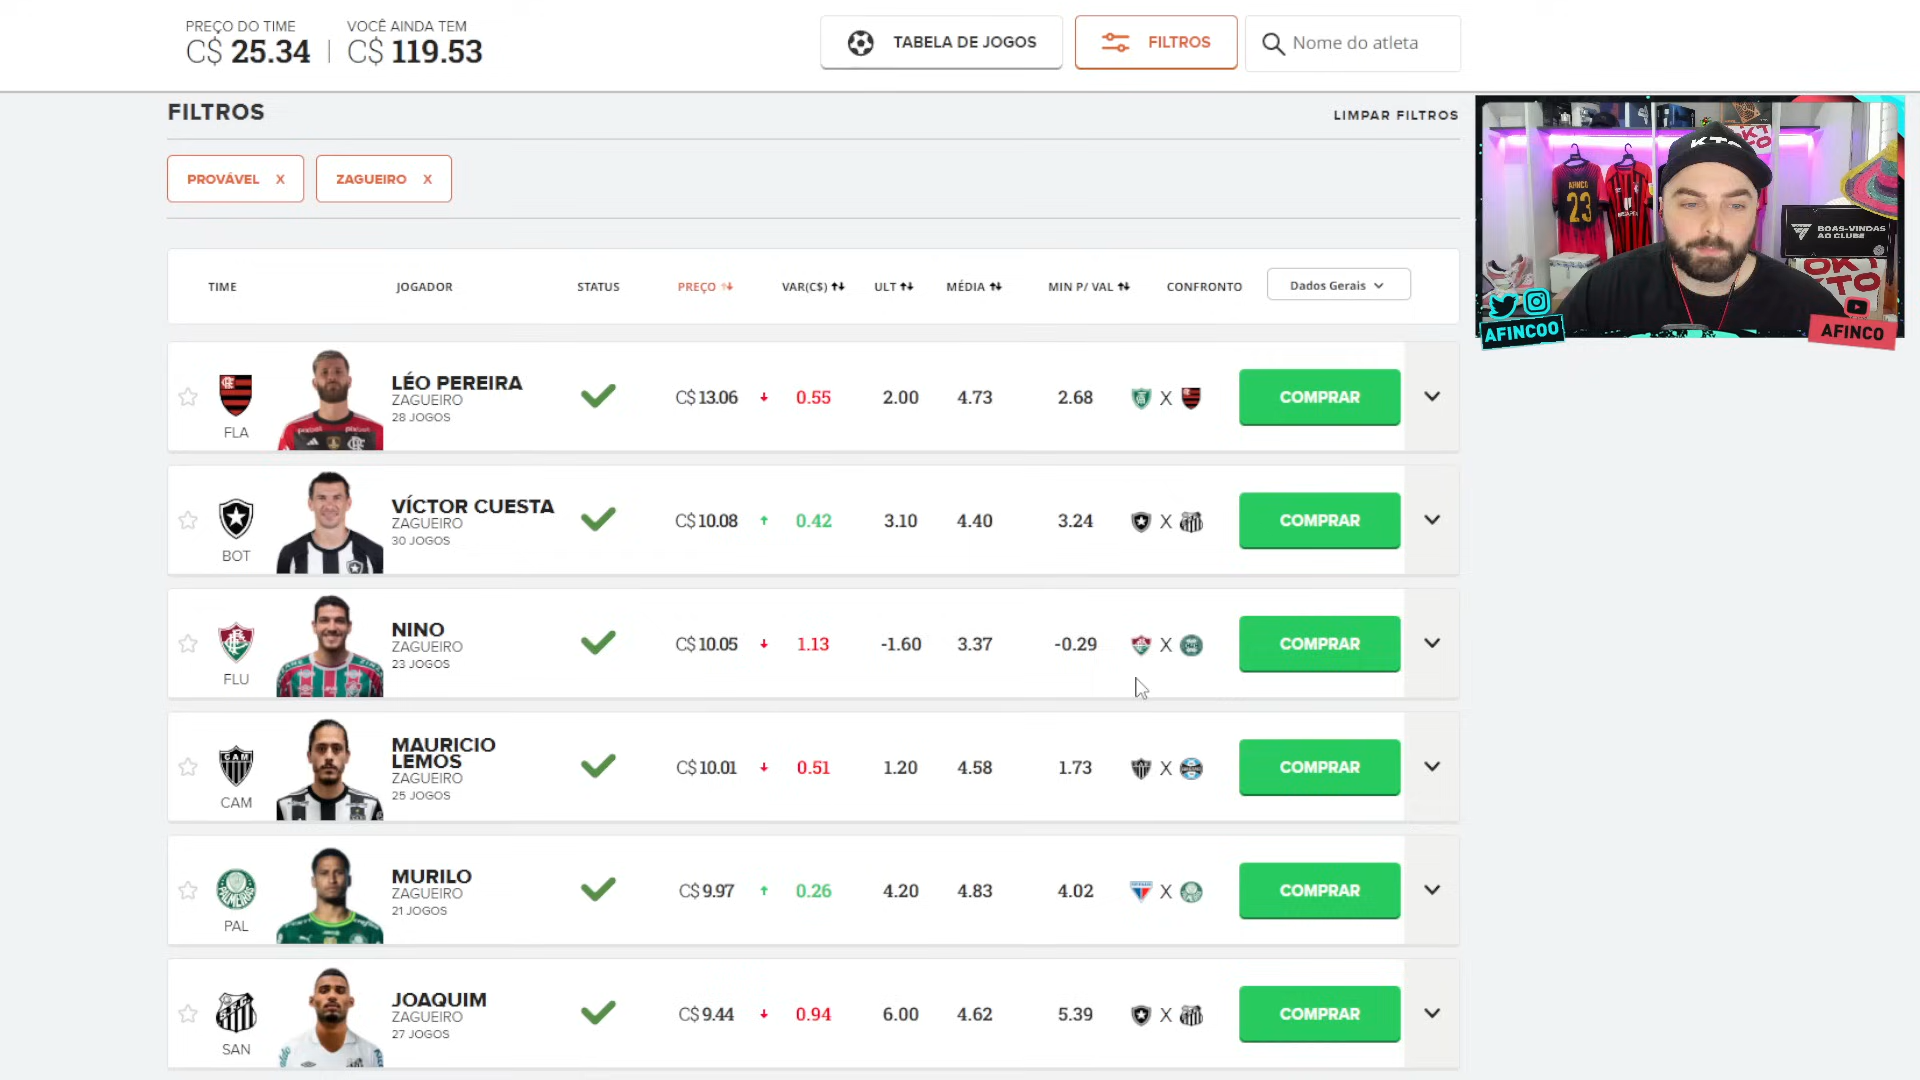 PREÇO DO TIME
C$ 25.34
VOCÊ AINDA TEM
C$ 119.53
TABELA DE JOGOS
FILTROS
Nome do atleta
FILTROS
LIMPAR FILTROS
PROVÁVEL X
ZAGUEIRO X
TIME JOGADOR STATUS PREÇO VAR(C$) ULT MÉDIA MIN P/ VAL CONFRONTO Dados Gerais
FLA
LÉO PEREIRA
ZAGUEIRO
28 JOGOS
C$ 13.06 0.55 2.00 4.73 2.68 X COMPRAR
BOT
VÍCTOR CUESTA
ZAGUEIRO
30 JOGOS
C$ 10.08 0.42 3.10 4.40 3.24 X COMPRAR
FLU
NINO
ZAGUEIRO
23 JOGOS
C$ 10.05 1.13 -1.60 3.37 -0.29 X COMPRAR
CAM
MAURICIO
LEMOS
ZAGUEIRO
25 JOGOS
C$ 10.01 0.51 1.20 4.58 1.73 X COMPRAR
PAL
MURILO
ZAGUEIRO
21 JOGOS
C$ 9.97 0.26 4.20 4.83 4.02 X COMPRAR
SAN
JOAQUIM
ZAGUEIRO
27 JOGOS
C$ 9.44 0.94 6.00 4.62 5.39 X COMPRAR
KTO
AFINCO
23
BOAS-VINDAS
AO CLUBE
AFINCOO
AFINCO